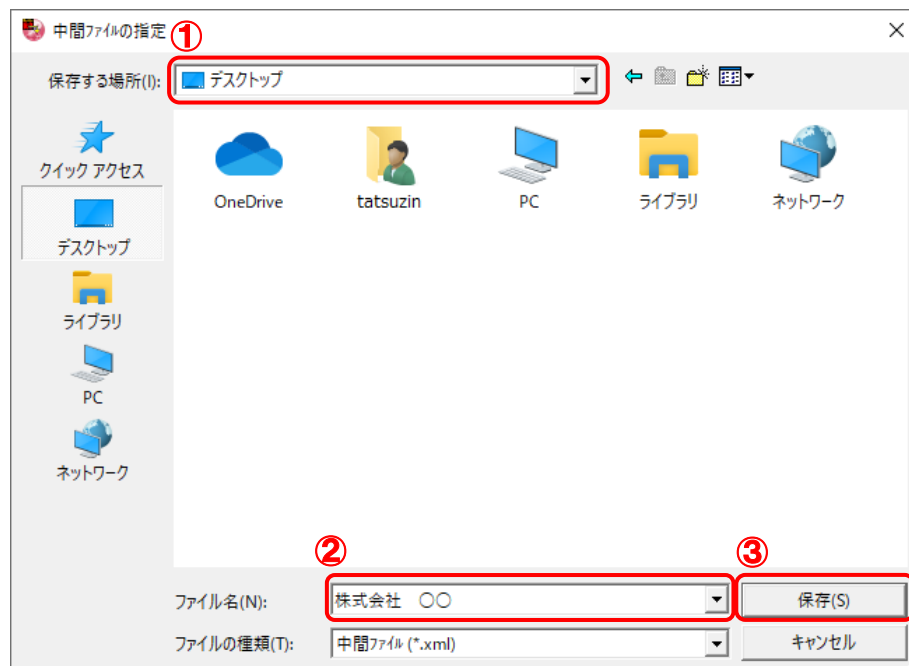 中間ファイルの指定
①
保存する場所(I):
デスクトップ
クイック アクセス
デスクトップ
ライブラリ
PC
ネットワーク
OneDrive
tatsuzin
PC
ライブラリ
ネットワーク
②
③
ファイル名(N):
株式会社　〇〇
保存(S)
ファイルの種類(T):
中間ファイル (*.xml)
キャンセル